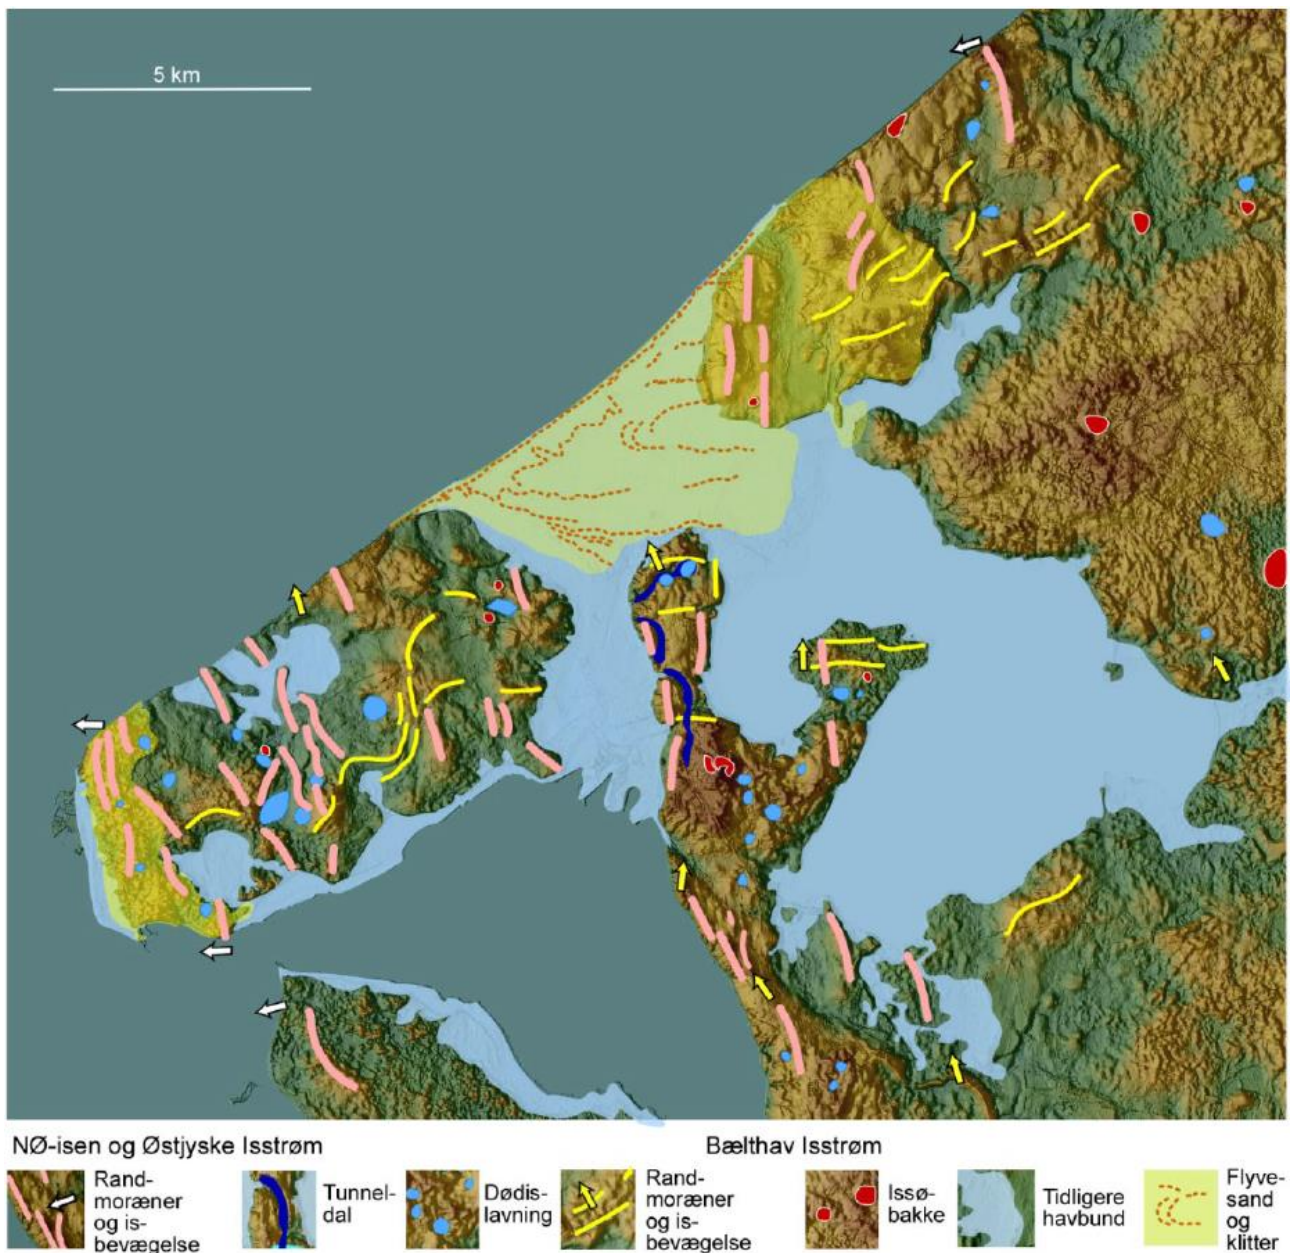 5 km
NØ-isen og Østjyske Isstrøm
Bælthav Isstrøm
Rand-
moræner
og is-
bevægelse
Tunnel-
dal
Dødis-
lavning
Rand-
moræner
og is-
bevægelse
Issø-
bakke
Tidligere
havbund
Flyve-
sand
og
klitter